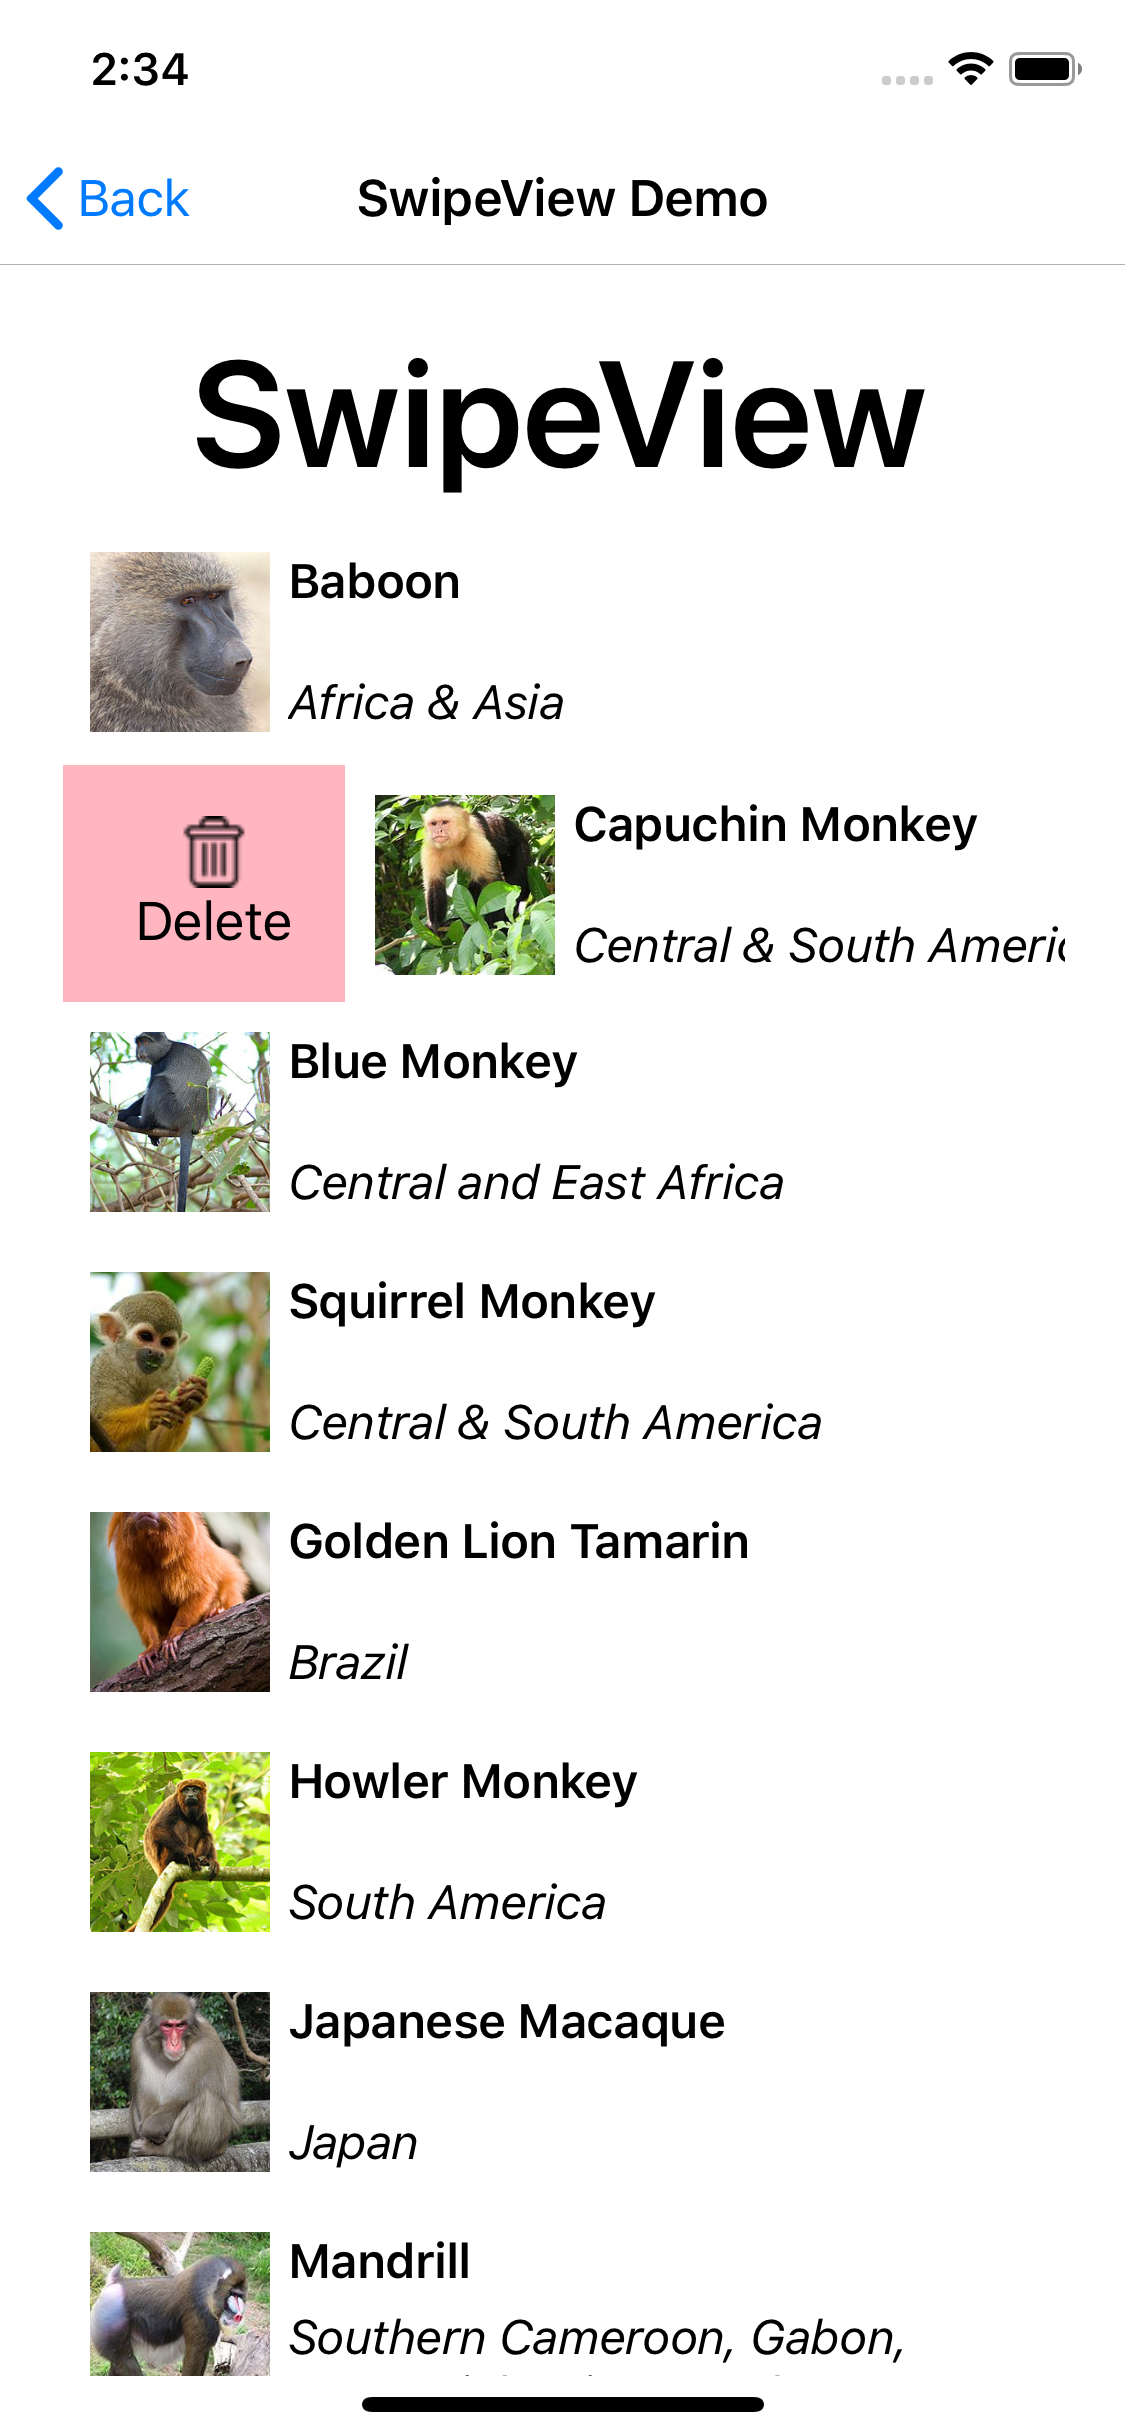 2:34
Back
SwipeView Demo
SwipeView
Baboon
Africa & Asia
Delete
Capuchin Monkey
Central & South Americ
Blue Monkey
Central and East Africa
Squirrel Monkey
Central & South America
Golden Lion Tamarin
Brazil
Howler Monkey
South America
Japanese Macaque
Japan
Mandrill
Southern Cameroon, Gabon,